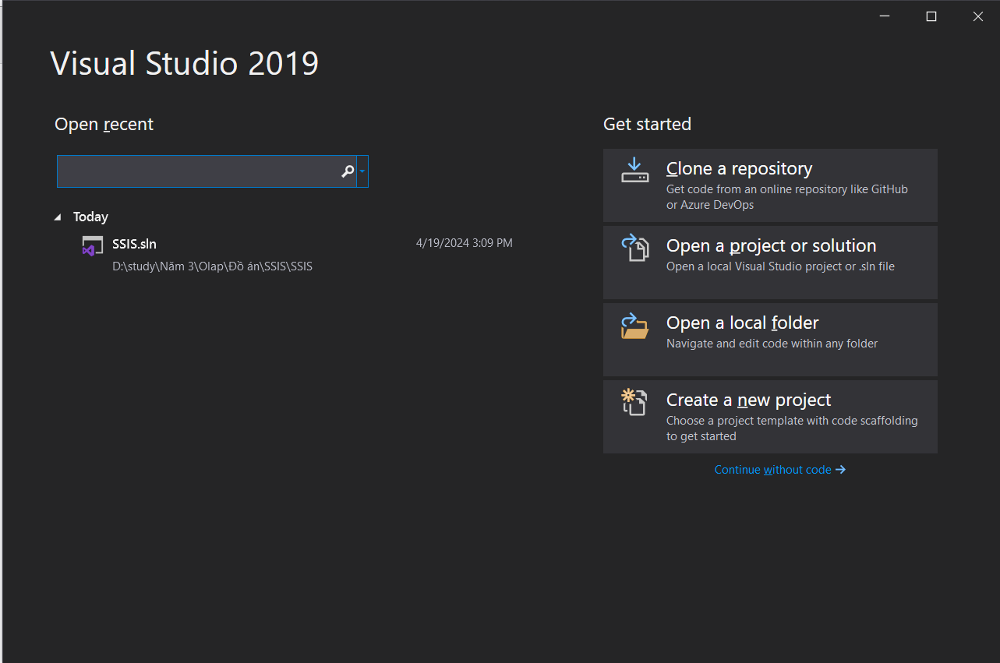 Visual Studio 2019
Open recent
Today
SSIS.sln
4/19/2024 3:09 PM
D:\study\Năm 3\Olap\Đồ án\SSIS\SSIS
Get started
Clone a repository
Get code from an online repository like GitHub
or Azure DevOps
Open a project or solution
Open a local Visual Studio project or .sln file
Open a local folder
Navigate and edit code within any folder
Create a new project
Choose a project template with code scaffolding
to get started
Continue without code